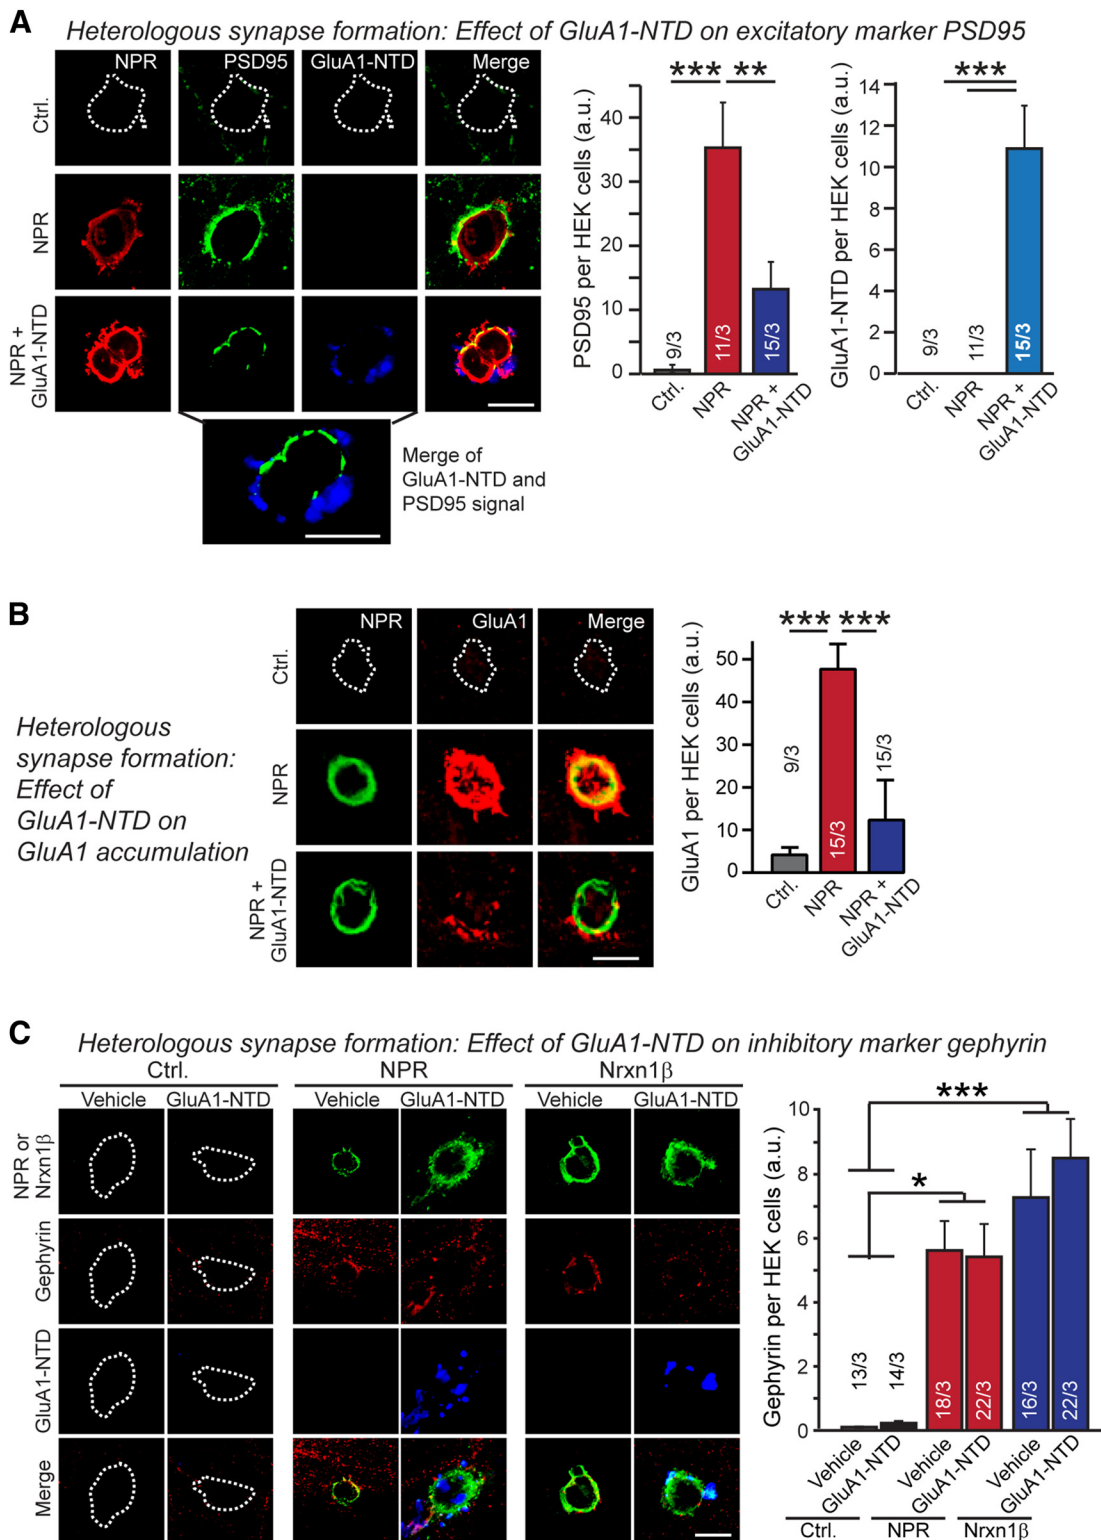 A
Heterologous synapse formation: Effect of GluA1-NTD on excitatory marker PSD95
NPR
PSD95
GluA1-NTD
Merge
Ctrl.
NPR
NPR +
GluA1-NTD
Merge of
GluA1-NTD and
PSD95 signal
PSD95 per HEK cells (a.u.)
40
30
20
10
0
***
**
9/3
11/3
15/3
Ctrl.
NPR
NPR +
GluA1-NTD
GluA1-NTD per HEK cells (a.u.)
14
12
10
8
6
4
2
0
***
9/3
11/3
15/3
Ctrl.
NPR
NPR +
GluA1-NTD
B
Heterologous
synapse formation:
Effect of
GluA1-NTD on
GluA1 accumulation
NPR
GluA1
Merge
Ctrl.
NPR
NPR +
GluA1-NTD
GluA1 per HEK cells (a.u.)
50
40
30
20
10
0
***
***
9/3
15/3
15/3
Ctrl.
NPR
NPR +
GluA1-NTD
C
Heterologous synapse formation: Effect of GluA1-NTD on inhibitory marker gephyrin
Ctrl.
NPR
Nrxn1β
Vehicle
GluA1-NTD
Vehicle
GluA1-NTD
Vehicle
GluA1-NTD
NPR or
Nrxn1β
Gephyrin
GluA1-NTD
Merge
Gephyrin per HEK cells (a.u.)
10
8
6
4
2
0
***
*
13/3
14/3
18/3
22/3
16/3
22/3
Vehicle
GluA1-NTD
Vehicle
GluA1-NTD
Vehicle
GluA1-NTD
Ctrl.
NPR
Nrxn1β